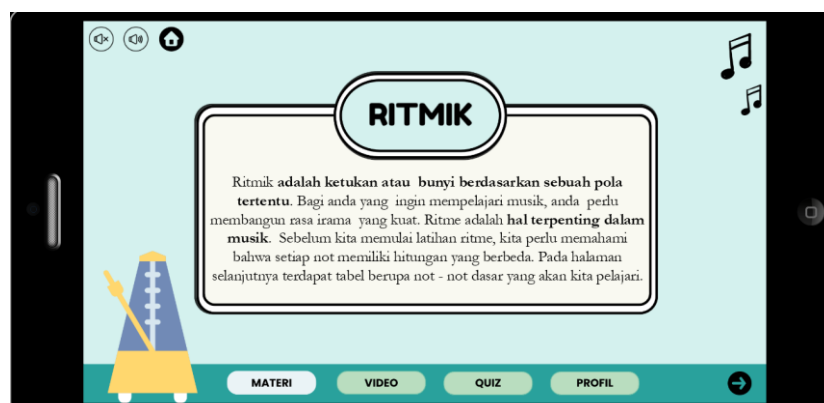 RITMIK
Ritmik adalah ketukan atau bunyi berdasarkan sebuah pola
tertentu. Bagi anda yang ingin mempelajari musik, anda perlu
membangun rasa irama yang kuat. Ritme adalah hal terpenting dalam
musik. Sebelum kita memulai latihan ritme, kita perlu memahami
bahwa setiap not memiliki hitungan yang berbeda. Pada halaman
selanjutnya terdapat tabel berupa not - not dasar yang akan kita pelajari.
MATERI VIDEO QUIZ PROFIL